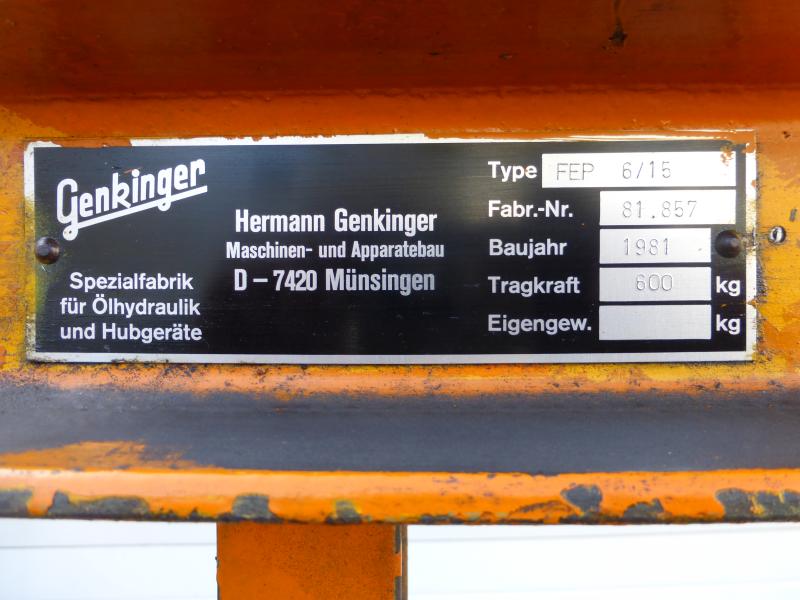 Genkinger
Spezialfabrik
für Ölhydraulik
und Hubgeräte
Hermann Genkinger
Maschinen- und Apparatebau
D – 7420 Münsingen
Type FEP 6/15
Fabr.-Nr. 81.857
Baujahr 1981
Tragkraft 600 kg
Eigengew. kg